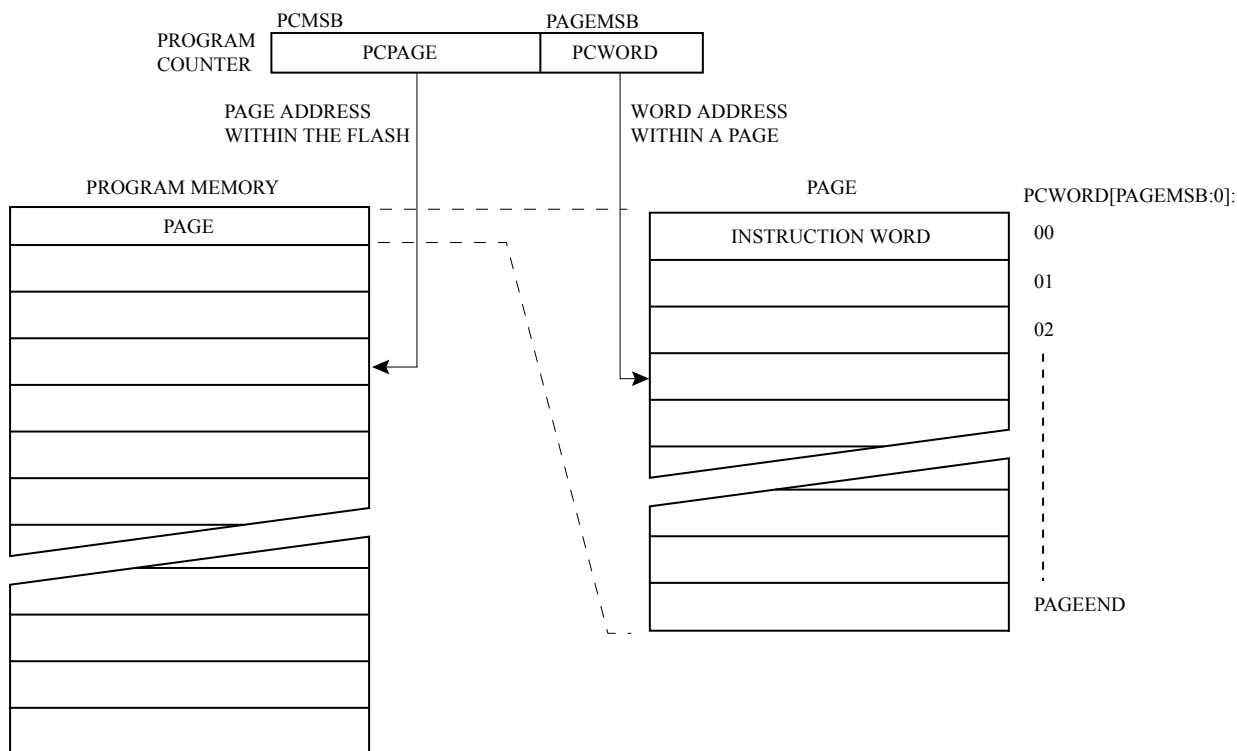 PCMSB
PAGEMSB
PROGRAM
COUNTER
PCPAGE
PCWORD
PAGE ADDRESS
WITHIN THE FLASH
WORD ADDRESS
WITHIN A PAGE
PROGRAM MEMORY
PAGE
PAGE
PCWORD[PAGEMSB:0]:
INSTRUCTION WORD
00
01
02
PAGEEND